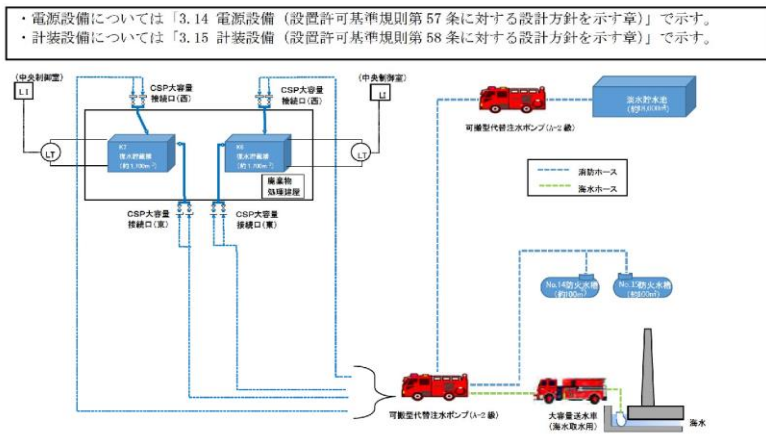 ・電源設備については「3.14 電源設備（設置許可基準規則第57条に対する設計方針を示す章）」で示す。
・計装設備については「3.15 計装設備（設置許可基準規則第58条に対する設計方針を示す章）」で示す。
(中央制御室)
LI
CSP大容量
接続口(西)
CSP大容量
接続口(西)
(中央制御室)
LI
LT
K7
復水貯蔵槽
K6
復水貯蔵槽
LT
廃棄物
処理建屋
CSP大容量
接続口(東)
CSP大容量
接続口(東)
可搬型代替注水ポンプ(A-2級)
淡水貯水池
消防ホース
海水ホース
No.14防火水槽
(約100m³)
No.15防火水槽
(約100m³)
可搬型代替注水ポンプ(A-2級)
大容量送水車
(海水取水用)
海水